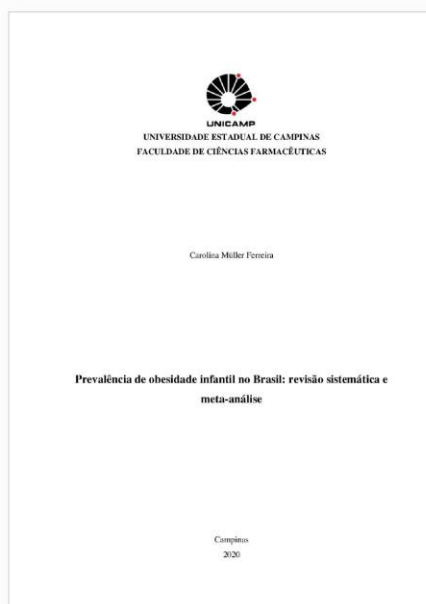 UNICAMP
UNIVERSIDADE ESTADUAL DE CAMPINAS
FACULDADE DE CIÊNCIAS FARMACÊUTICAS
Carolina Müller Ferreira
Prevalência de obesidade infantil no Brasil: revisão sistemática e
meta-análise
Campinas
2020